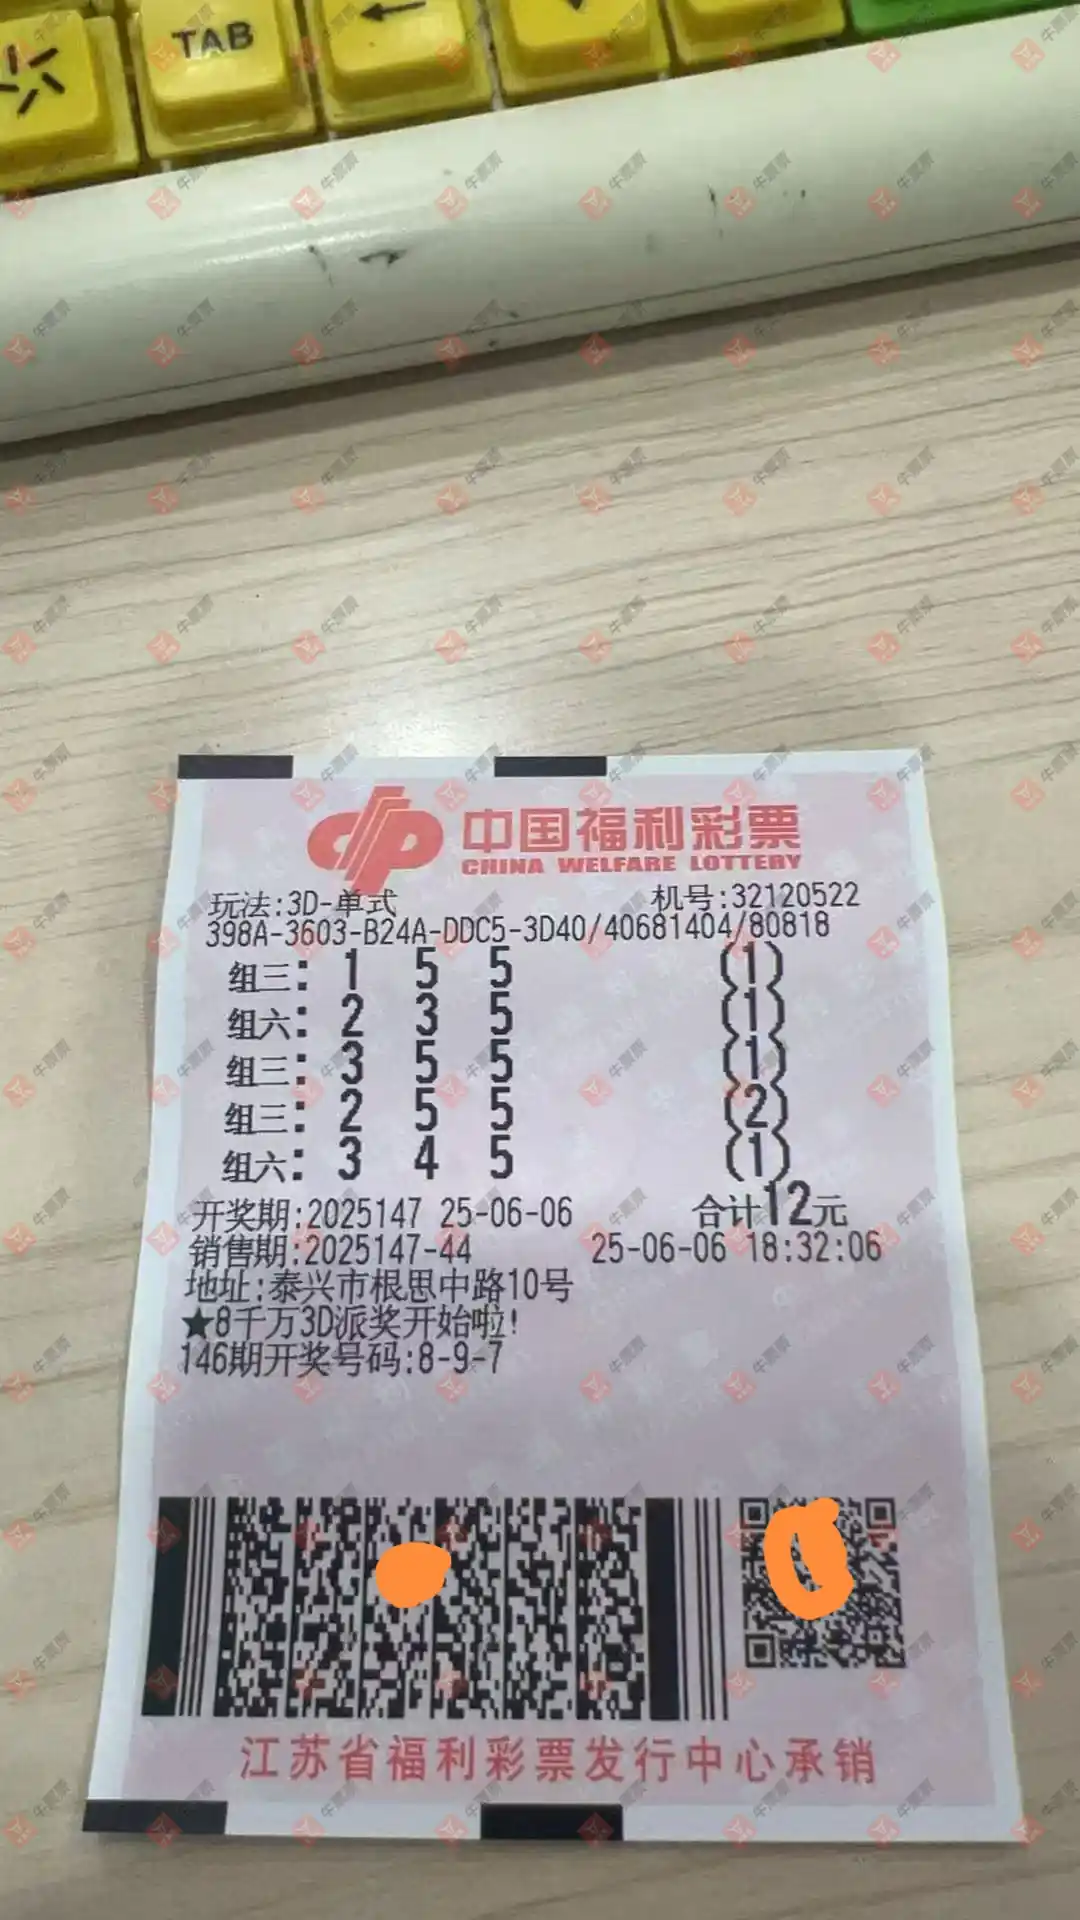 TAB
中国福利彩票
CHINA WELFARE LOTTERY
玩法:3D-单式 机号:32120522
398A-3603-B24A-DDC5-3D40/40681404/80818
组三: 1 5 5 (1)
组六: 2 3 5 (1)
组三: 3 5 5 (1)
组三: 2 5 5 (2)
组六: 3 4 5 (1)
开奖期:2025147 25-06-06 合计12元
销售期:2025147-44 25-06-06 18:32:06
地址:泰兴市根思中路10号
★8千万3D派奖开始啦!
146期开奖号码:8-9-7
江苏省福利彩票发行中心承销
牛票票